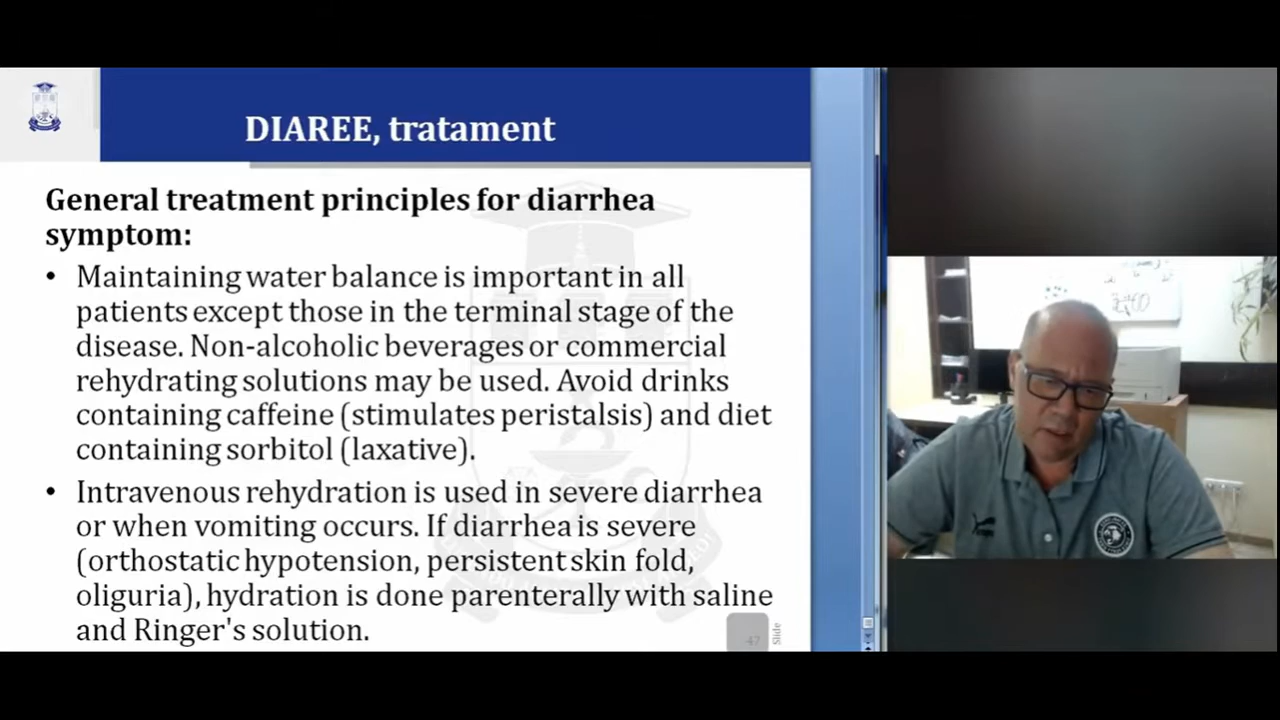 DIAREE, tratament
General treatment principles for diarrhea
symptom:
• Maintaining water balance is important in all
patients except those in the terminal stage of the
disease. Non-alcoholic beverages or commercial
rehydrating solutions may be used. Avoid drinks
containing caffeine (stimulates peristalsis) and diet
containing sorbitol (laxative).
• Intravenous rehydration is used in severe diarrhea
or when vomiting occurs. If diarrhea is severe
(orthostatic hypotension, persistent skin fold,
oliguria), hydration is done parenterally with saline
and Ringer's solution.
47
Slide